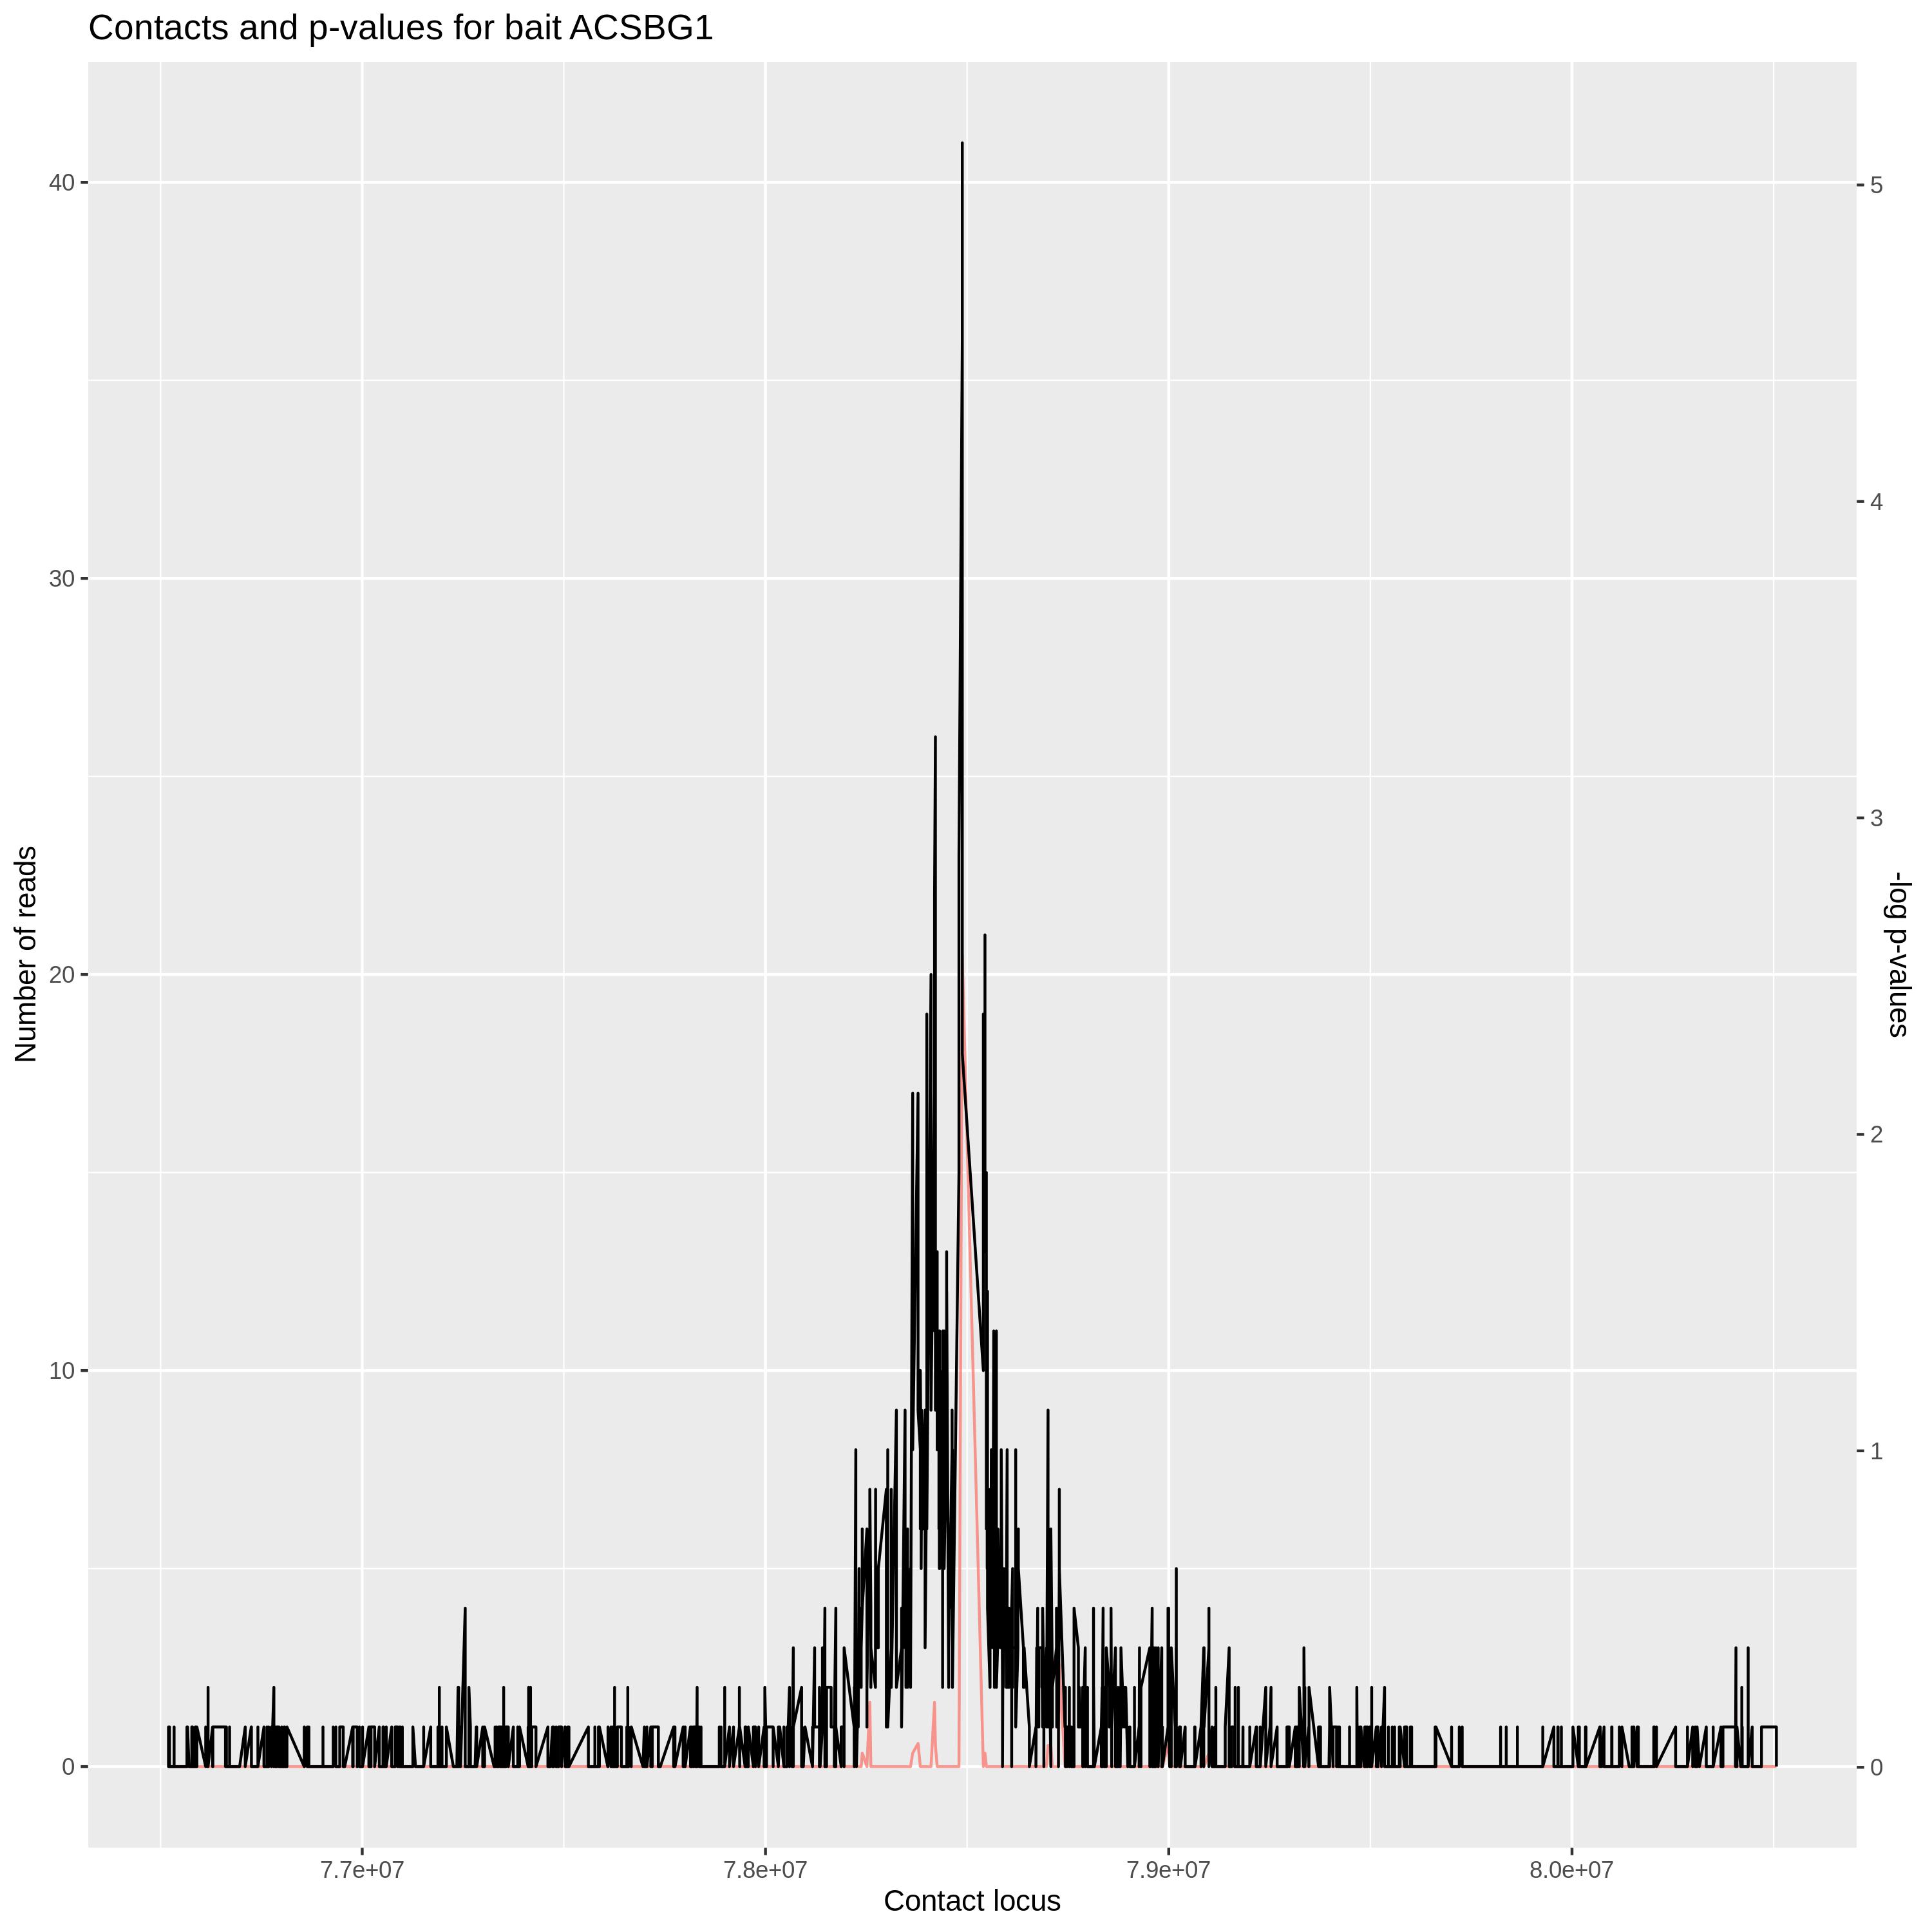 Contacts and p-values for bait ACSBG1
40
30
20
10
0
Number of reads
5
4
3
2
1
0
-log p-values
7.7e+07 7.8e+07 7.9e+07 8.0e+07
Contact locus